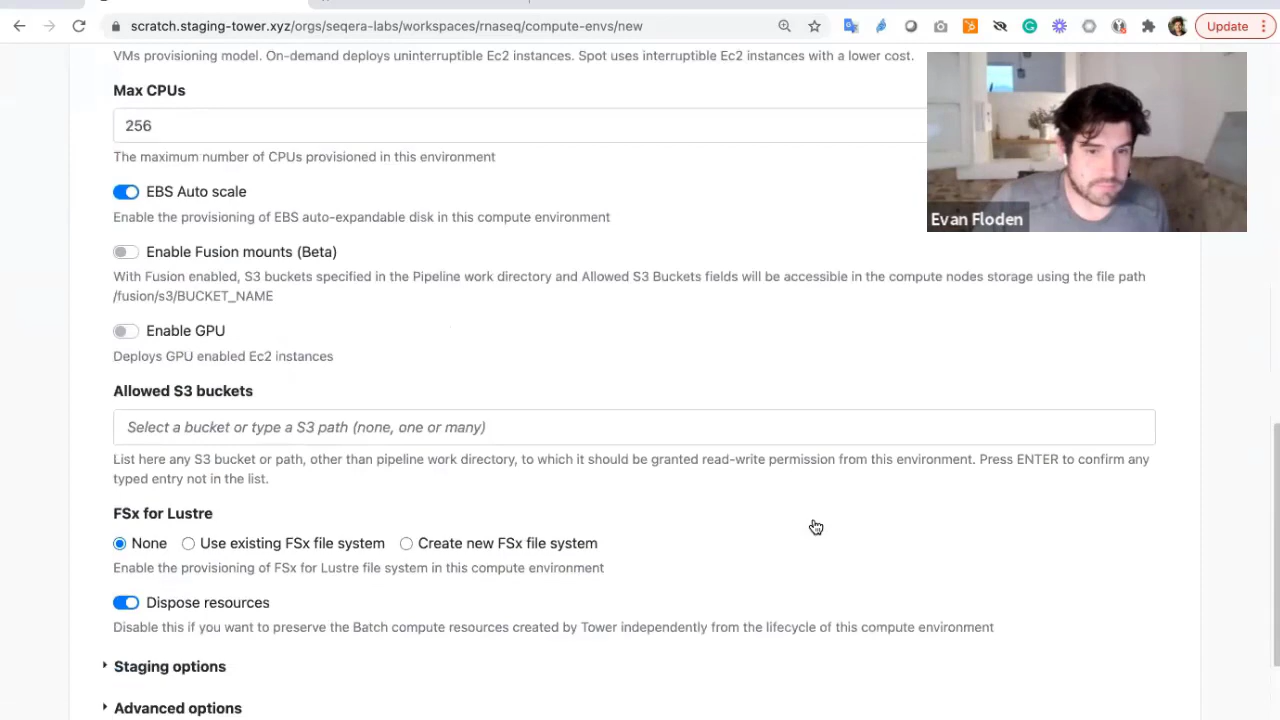 scratch.staging-tower.xyz/orgs/seqera-labs/workspaces/rnaseq/compute-envs/new
Update
VMs provisioning model. On-demand deploys uninterruptible Ec2 instances. Spot uses interruptible Ec2 instances with a lower cost.
Max CPUs
256
The maximum number of CPUs provisioned in this environment
EBS Auto scale
Enable the provisioning of EBS auto-expandable disk in this compute environment
Evan Floden
Enable Fusion mounts (Beta)
With Fusion enabled, S3 buckets specified in the Pipeline work directory and Allowed S3 Buckets fields will be accessible in the compute nodes storage using the file path
/fusion/s3/BUCKET_NAME
Enable GPU
Deploys GPU enabled Ec2 instances
Allowed S3 buckets
Select a bucket or type a S3 path (none, one or many)
List here any S3 bucket or path, other than pipeline work directory, to which it should be granted read-write permission from this environment. Press ENTER to confirm any
typed entry not in the list.
FSx for Lustre
None Use existing FSx file system Create new FSx file system
Enable the provisioning of FSx for Lustre file system in this compute environment
Dispose resources
Disable this if you want to preserve the Batch compute resources created by Tower independently from the lifecycle of this compute environment
Staging options
Advanced options